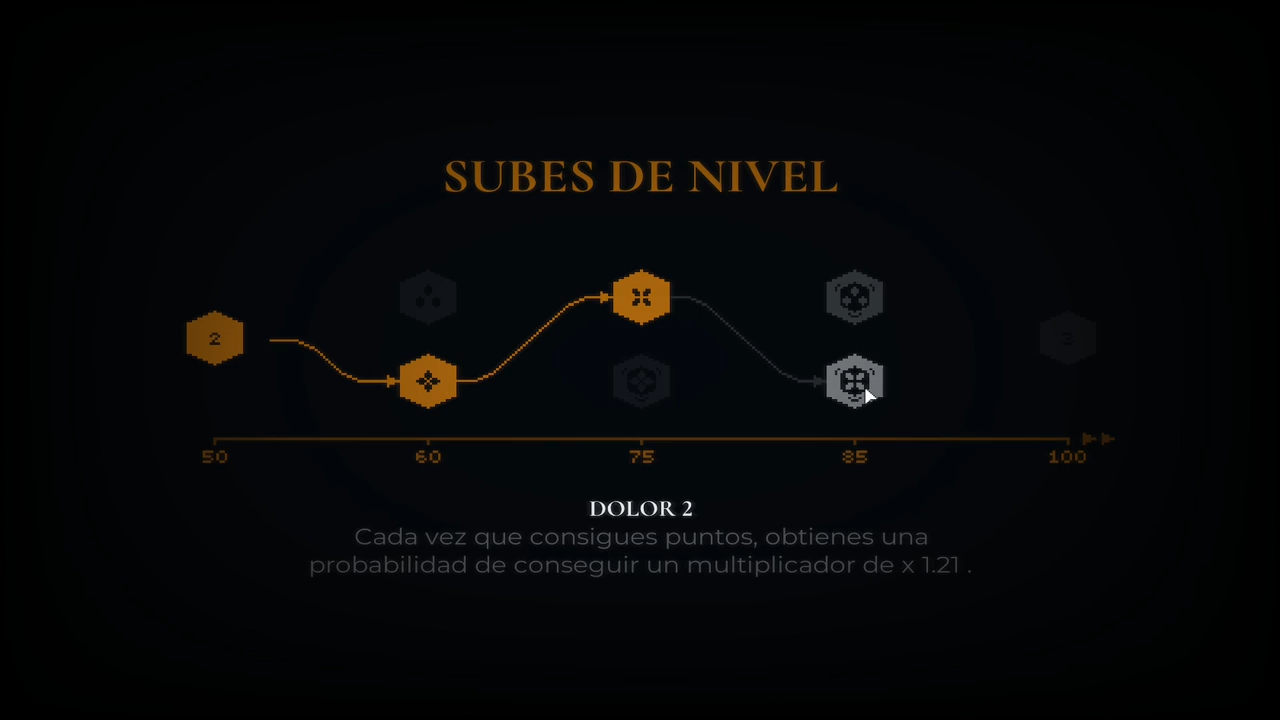 SUBES DE NIVEL
2
3
50 60 75 85 100
DOLOR 2
Cada vez que consigues puntos, obtienes una
probabilidad de conseguir un multiplicador de x 1.21 .